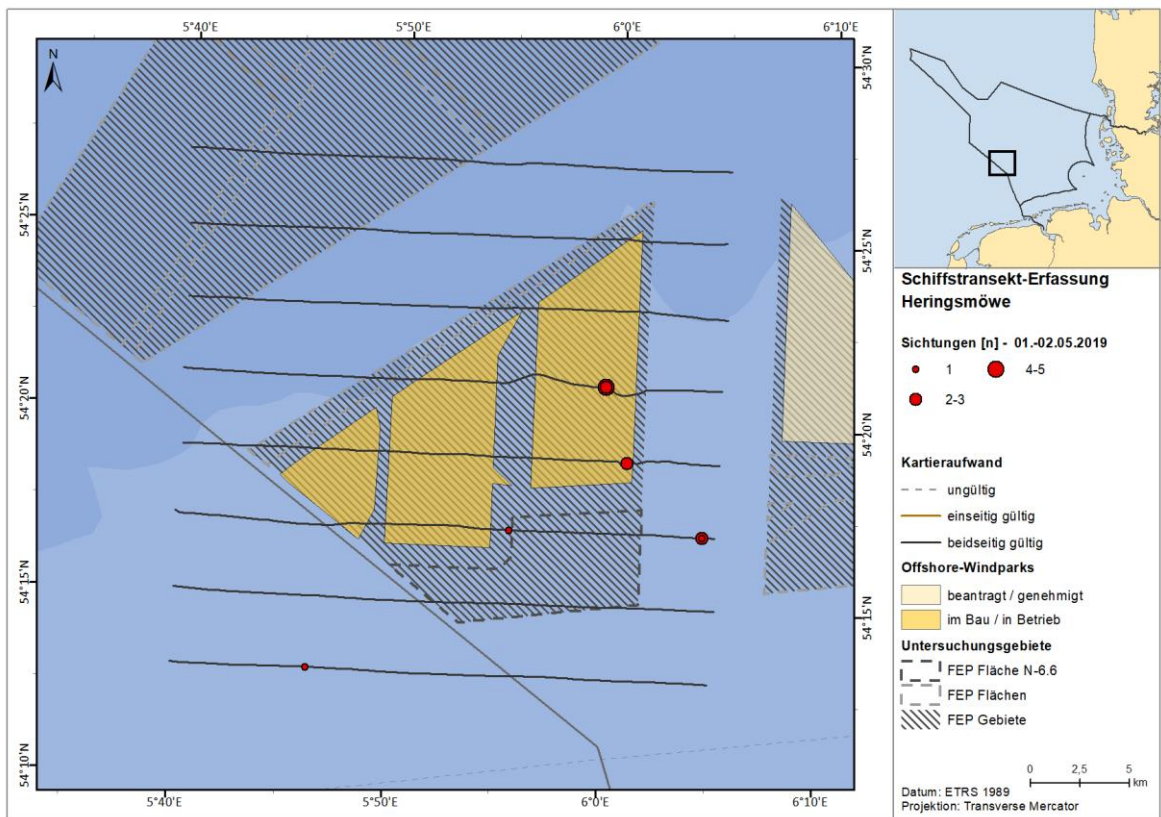 5°40'E 5°50'E 6°0'E 6°10'E
N
54°30'N
54°25'N
54°25'N
54°20'N
54°20'N
54°15'N
54°15'N
54°10'N
5°40'E 5°50'E 6°0'E 6°10'E
Schiffstransekt-Erfassung
Heringsmöwe
Sichtungen [n] - 01.-02.05.2019
1 4-5
2-3
Kartieraufwand
ungültig
einseitig gültig
beidseitig gültig
Offshore-Windparks
beantragt / genehmigt
im Bau / in Betrieb
Untersuchungsgebiete
FEP Fläche N-6.6
FEP Flächen
FEP Gebiete
0 2,5 5
km
Datum: ETRS 1989
Projektion: Transverse Mercator